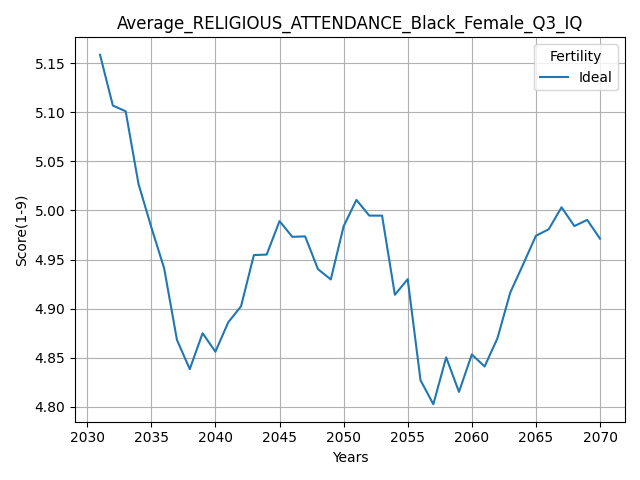 Average_RELIGIOUS_ATTENDANCE_Black_Female_Q3_IQ
Fertility
Ideal
Score(1-9)
5.15
5.10
5.05
5.00
4.95
4.90
4.85
4.80
2030 2035 2040 2045 2050 2055 2060 2065 2070
Years